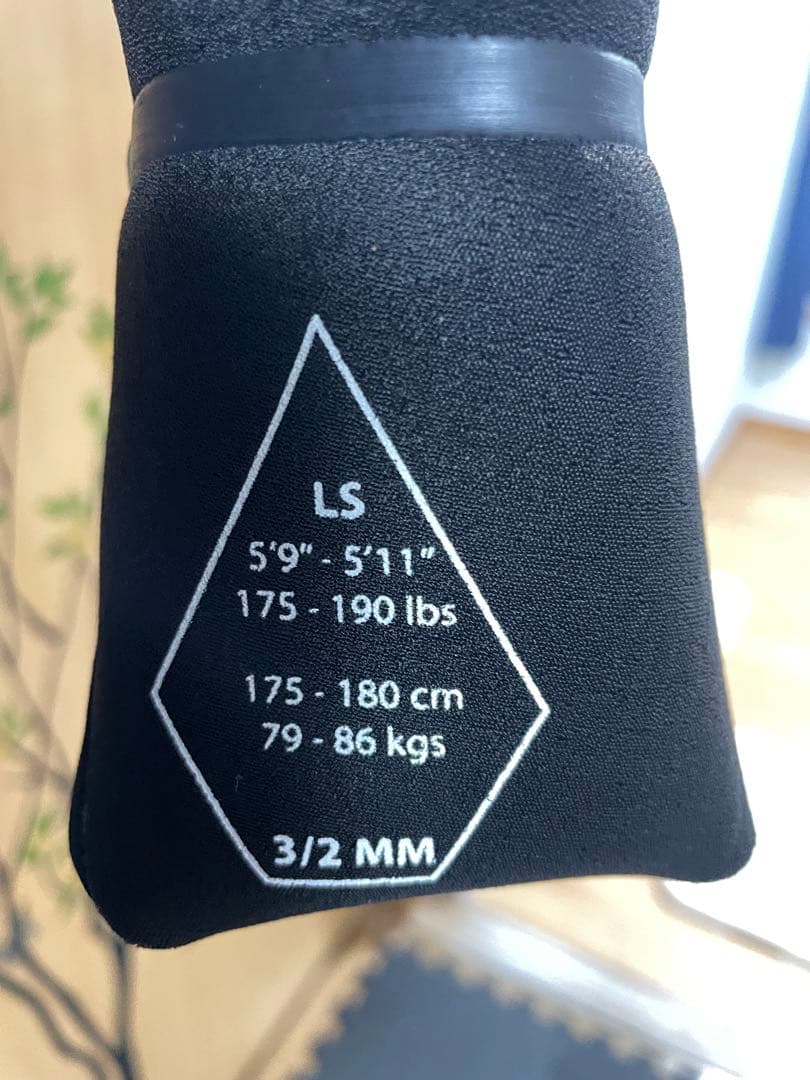 LS
5'9" - 5'11"
175 - 190 lbs
175 - 180 cm
79 - 86 kgs
3/2 MM